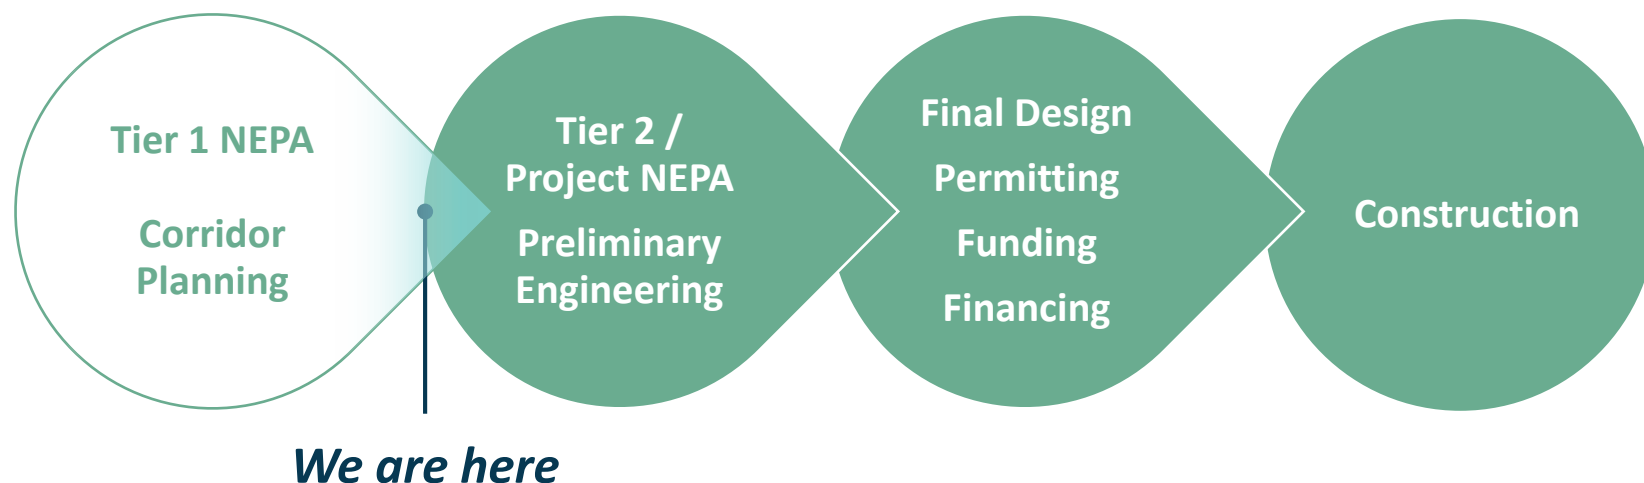 Tier 1 NEPA
Corridor
Planning
Tier 2 /
Project NEPA
Preliminary
Engineering
Final Design
Permitting
Funding
Financing
Construction
We are here